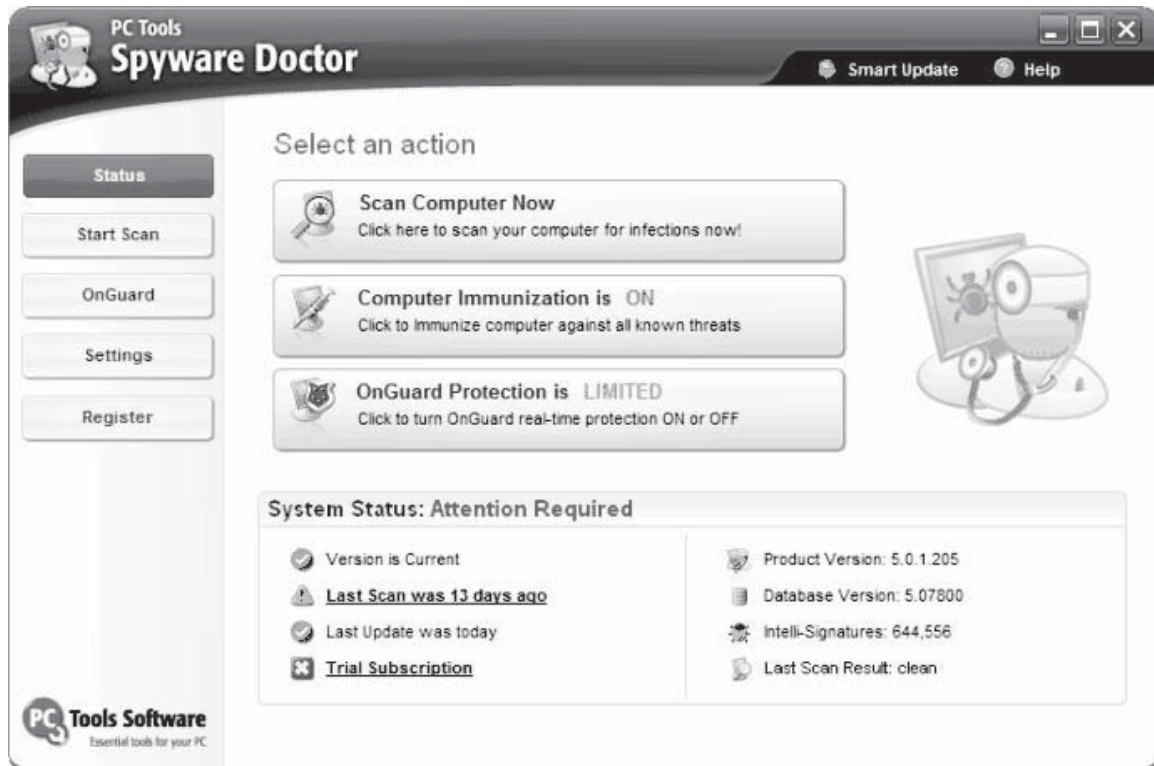 PC Tools
Spyware Doctor
Smart Update
Help
Status
Start Scan
OnGuard
Settings
Register
Select an action
Scan Computer Now
Click here to scan your computer for infections now!
Computer Immunization is ON
Click to Immunize computer against all known threats
OnGuard Protection is LIMITED
Click to turn OnGuard real-time protection ON or OFF
System Status: Attention Required
Version is Current
Last Scan was 13 days ago
Last Update was today
Trial Subscription
Product Version: 5.0.1.205
Database Version: 5.07800
Intelli-Signatures: 644,556
Last Scan Result: clean
PC Tools Software
Essential tools for your PC